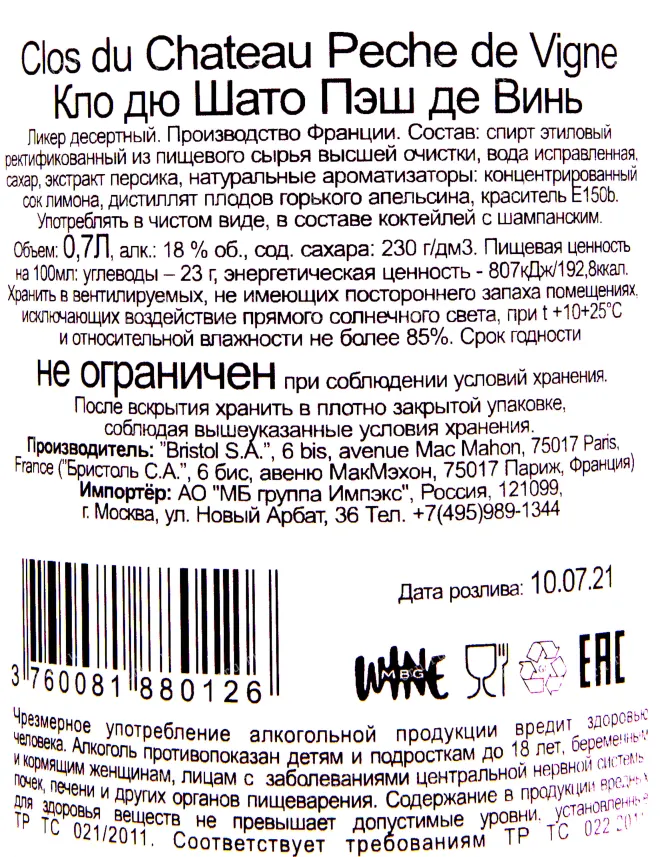 Clos du Chateau Peche de Vigne
Кло дю Шато Пэш де Винь
Ликер десертный. Производство Франции. Состав: спирт этиловый
ректификованный из пищевого сырья высшей очистки, вода исправленная,
сахар, экстракт персика, натуральные ароматизаторы: концентрированный
сок лимона, дистиллят плодов горького апельсина, краситель E150b.
Употреблять в чистом виде, в составе коктейлей с шампанским.
Объем: 0,7Л, алк.: 18 % об., сод. сахара: 230 г/дм3. Пищевая ценность
на 100мл: углеводы – 23 г, энергетическая ценность - 807кДж/192,8ккал.
Хранить в вентилируемых, не имеющих постороннего запаха помещениях,
исключающих воздействие прямого солнечного света, при t +10+25°С
и относительной влажности не более 85%. Срок годности
не ограничен при соблюдении условий хранения.
После вскрытия хранить в плотно закрытой упаковке,
соблюдая вышеуказанные условия хранения.
Производитель: "Bristol S.A.", 6 bis, avenue Mac Mahon, 75017 Paris,
France ("Бристоль С.А.", 6 бис, авеню МакМэхон, 75017 Париж, Франция)
Импортёр: АО "МБ группа Импэкс", Россия, 121099,
г. Москва, ул. Новый Арбат, 36 Тел. +7(495)989-1344
Дата розлива: 10.07.21
3 760081 880126
WINE
MBG
EAC
Чрезмерное употребление алкогольной продукции вредит здоровью
человека. Алкоголь противопоказан детям и подросткам до 18 лет, беременным
и кормящим женщинам, лицам с заболеваниями центральной нервной системы,
почек, печени и других органов пищеварения. Содержание в продукции вредных
для здоровья веществ не превышает допустимые уровни, установленные
ТР ТС 021/2011. Соответствует требованиям ТР ТС 022